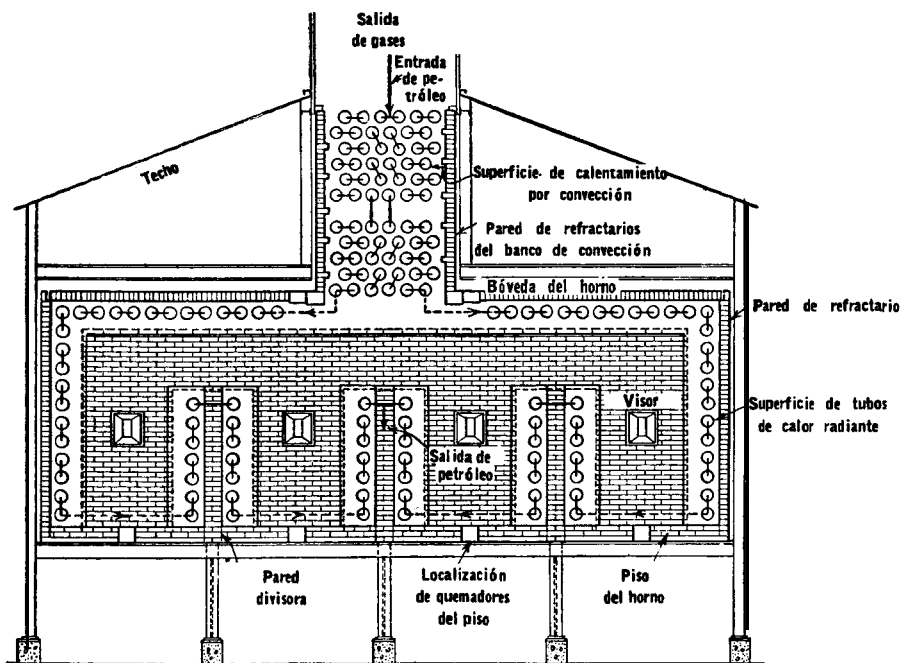 Salida
de gases
Entrada
de pe-
tróleo
Techo
Superficie de calentamiento
por convección
Pared de refractarios
del banco de convección
Bóveda del horno
Pared de refractario
Visor
Superficie de tubos
de calor radiante
Salida de
petróleo
Pared
divisora
Localización
de quemadores
del piso
Piso
del horno